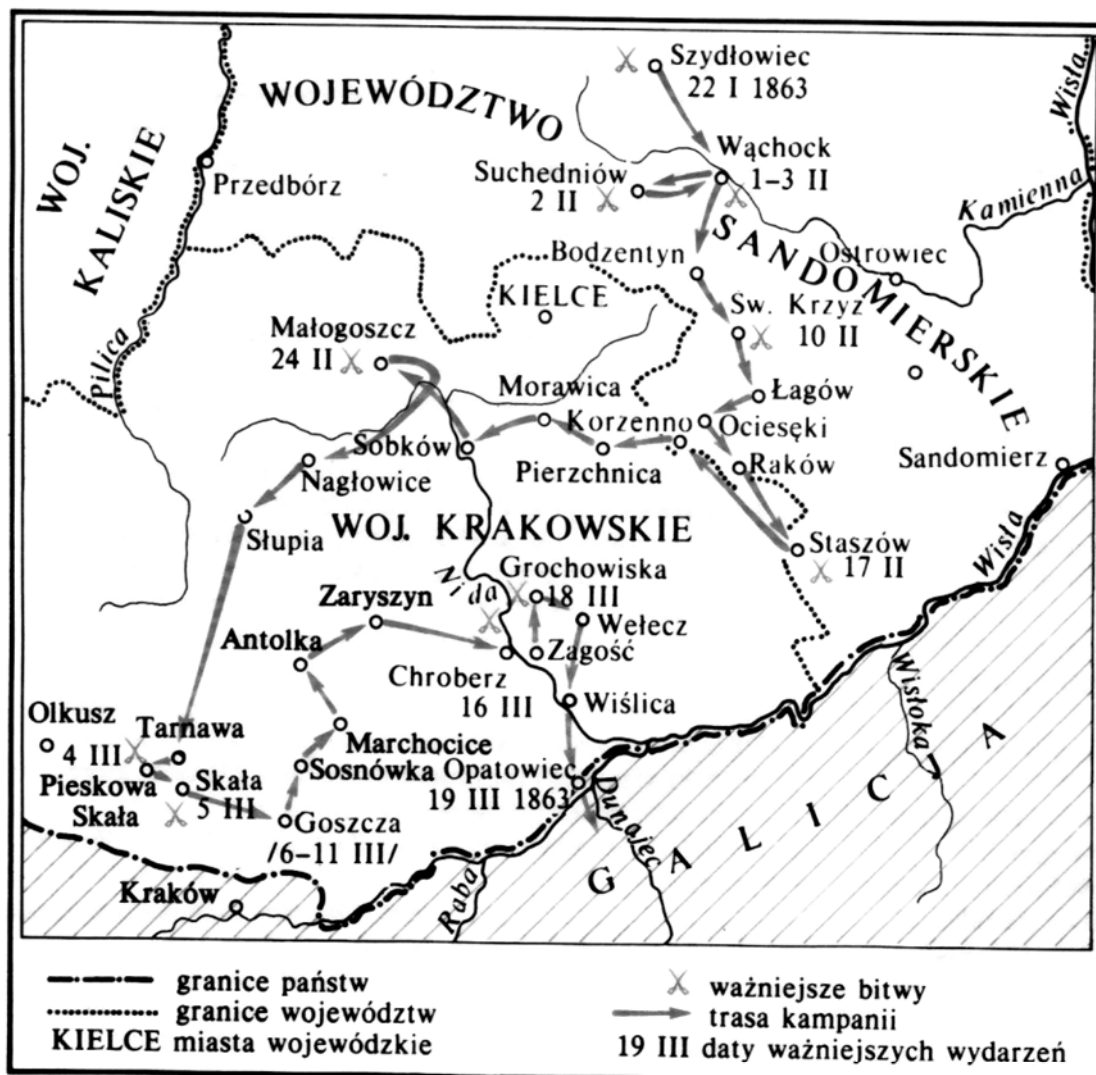 Szydłowiec
22 I 1863
WOJEWÓDZTWO
Wisła
WOJ.
KALISKIE
Przedbórz
Suchedniów
2 II
Wąchock
1-3 II
Kamienna
SANDOMIERSKIE
Bodzentyn
Ostrowiec
KIELCE
Św. Krzyż
10 II
Pilica
Małogoszcz
24 II
Morawica
Łagów
Korzenno
Ociesęki
Sobków
Pierzchnica
Raków
Sandomierz
Nagłowice
Słupia
WOJ. KRAKOWSKIE
Staszów
17 II
Wisła
Nida
Grochowiska
18 III
Zaryszyn
Wełecz
Antolka
Zagość
Chroberz
16 III
Wiślica
Wisłoka
Olkusz
4 III
Tarnawa
Marchocice
Pieskowa
Skała
Skała
5 III
Sosnówka
Opatowiec
19 III 1863
Goszcza
/6-11 III/
Dunajec
GALICA
Raba
Kraków
granice państw
granice województw
KIELCE miasta wojewódzkie
ważniejsze bitwy
trasa kampanii
19 III daty ważniejszych wydarzeń